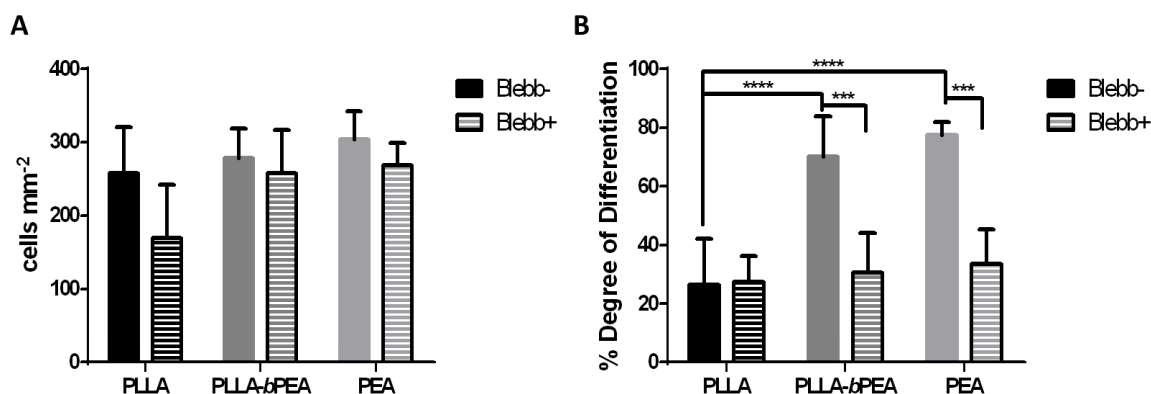 A
400
300
200
100
0
cells mm-2
PLLA
PLLA-bPEA
PEA
Blebb-
Blebb+
B
100
80
60
40
20
0
% Degree of Differentiation
****
****
***
***
PLLA
PLLA-bPEA
PEA
Blebb-
Blebb+